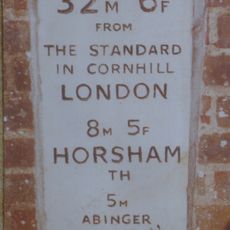 32M 6F
FROM
THE STANDARD
IN CORNHILL
LONDON
8M 5F
HORSHAM
TH
5M
ABINGER